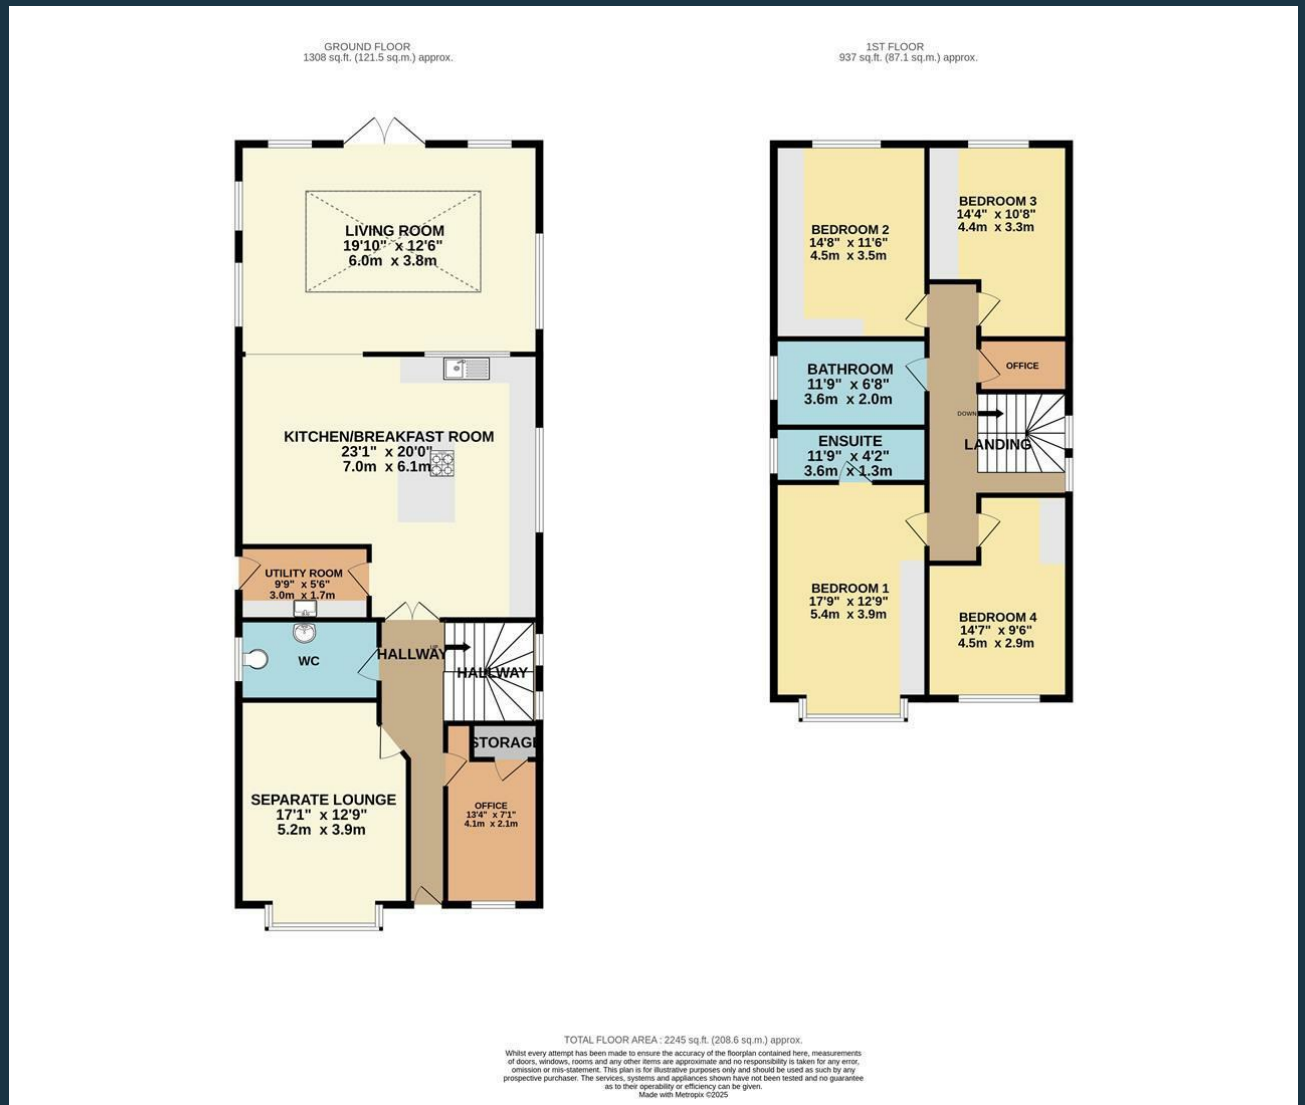 GROUND FLOOR
1308 sq.ft. (121.5 sq.m.) approx.
LIVING ROOM
19'10" x 12'6"
6.0m x 3.8m
KITCHEN/BREAKFAST ROOM
23'1" x 20'0"
7.0m x 6.1m
UTILITY ROOM
9'9" x 5'6"
3.0m x 1.7m
WC
HALLWAY
HALLWAY
STORAGE
SEPARATE LOUNGE
17'1" x 12'9"
5.2m x 3.9m
OFFICE
13'4" x 7'1"
4.1m x 2.1m
1ST FLOOR
937 sq.ft. (87.1 sq.m.) approx.
BEDROOM 2
14'8" x 11'6"
4.5m x 3.5m
BEDROOM 3
14'4" x 10'8"
4.4m x 3.3m
BATHROOM
11'9" x 6'8"
3.6m x 2.0m
OFFICE
DOWN
LANDING
ENSUITE
11'9" x 4'2"
3.6m x 1.3m
BEDROOM 1
17'9" x 12'9"
5.4m x 3.9m
BEDROOM 4
14'7" x 9'6"
4.5m x 2.9m
TOTAL FLOOR AREA : 2245 sq.ft. (208.6 sq.m.) approx.
Whilst every attempt has been made to ensure the accuracy of the floorplan contained here, measurements
of doors, windows, rooms and any other items are approximate and no responsibility is taken for any error,
omission or mis-statement. This plan is for illustrative purposes only and should be used as such by any
prospective purchaser. The services, systems and appliances shown have not been tested and no guarantee
as to their operability or efficiency can be given.
Made with Metropix ©2025